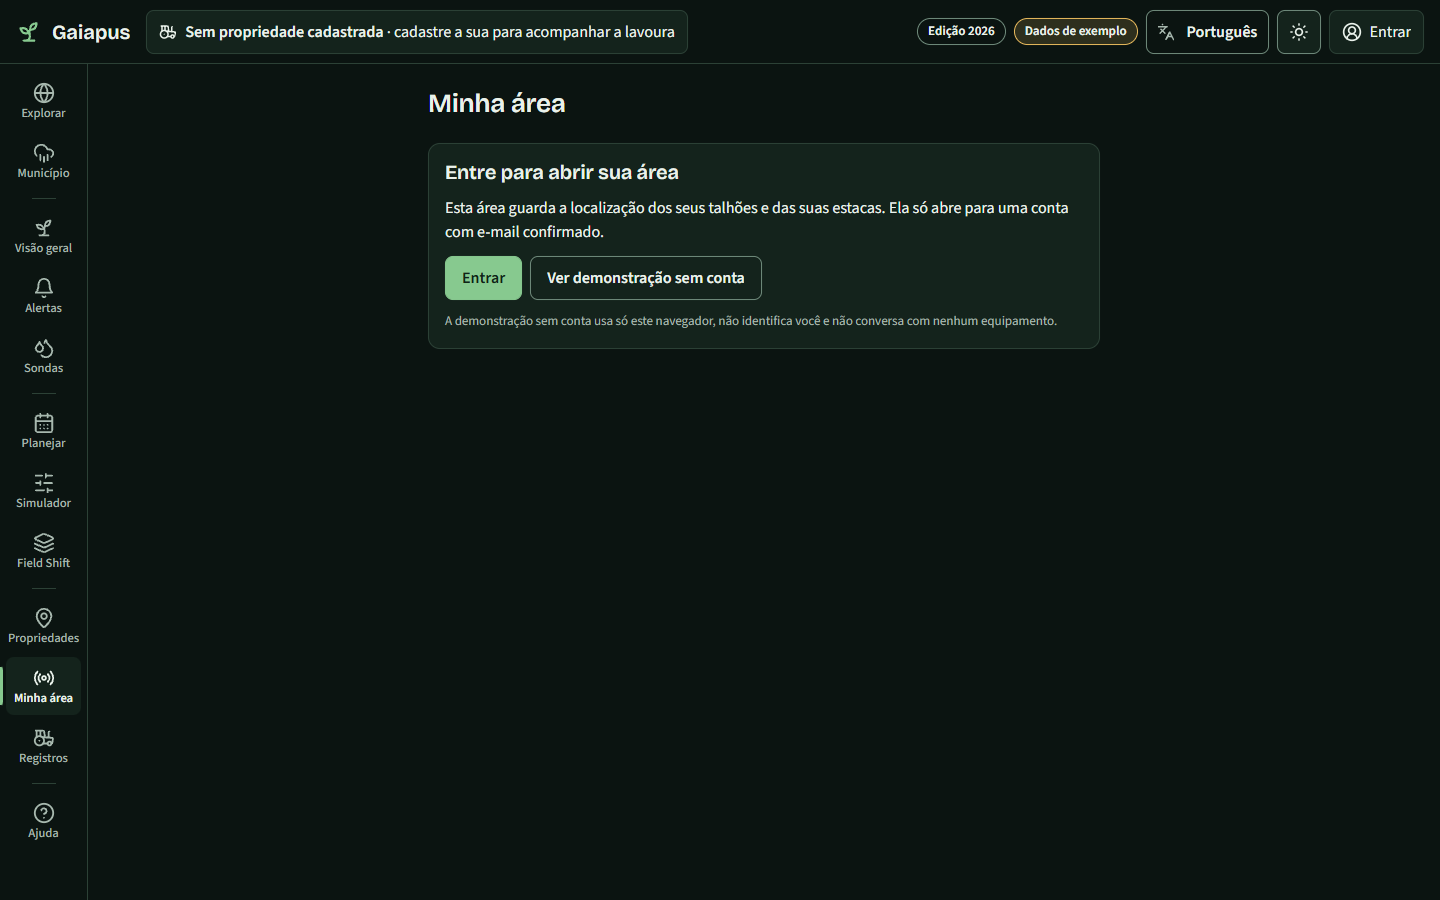 Gaiapus
Sem propriedade cadastrada · cadastre a sua para acompanhar a lavoura
Edição 2026
Dados de exemplo
Português
Entrar
Explorar
Município
Visão geral
Alertas
Sondas
Planejar
Simulador
Field Shift
Propriedades
Minha área
Registros
Ajuda
Minha área
Entre para abrir sua área
Esta área guarda a localização dos seus talhões e das suas estacas. Ela só abre para uma conta
com e-mail confirmado.
Entrar
Ver demonstração sem conta
A demonstração sem conta usa só este navegador, não identifica você e não conversa com nenhum equipamento.